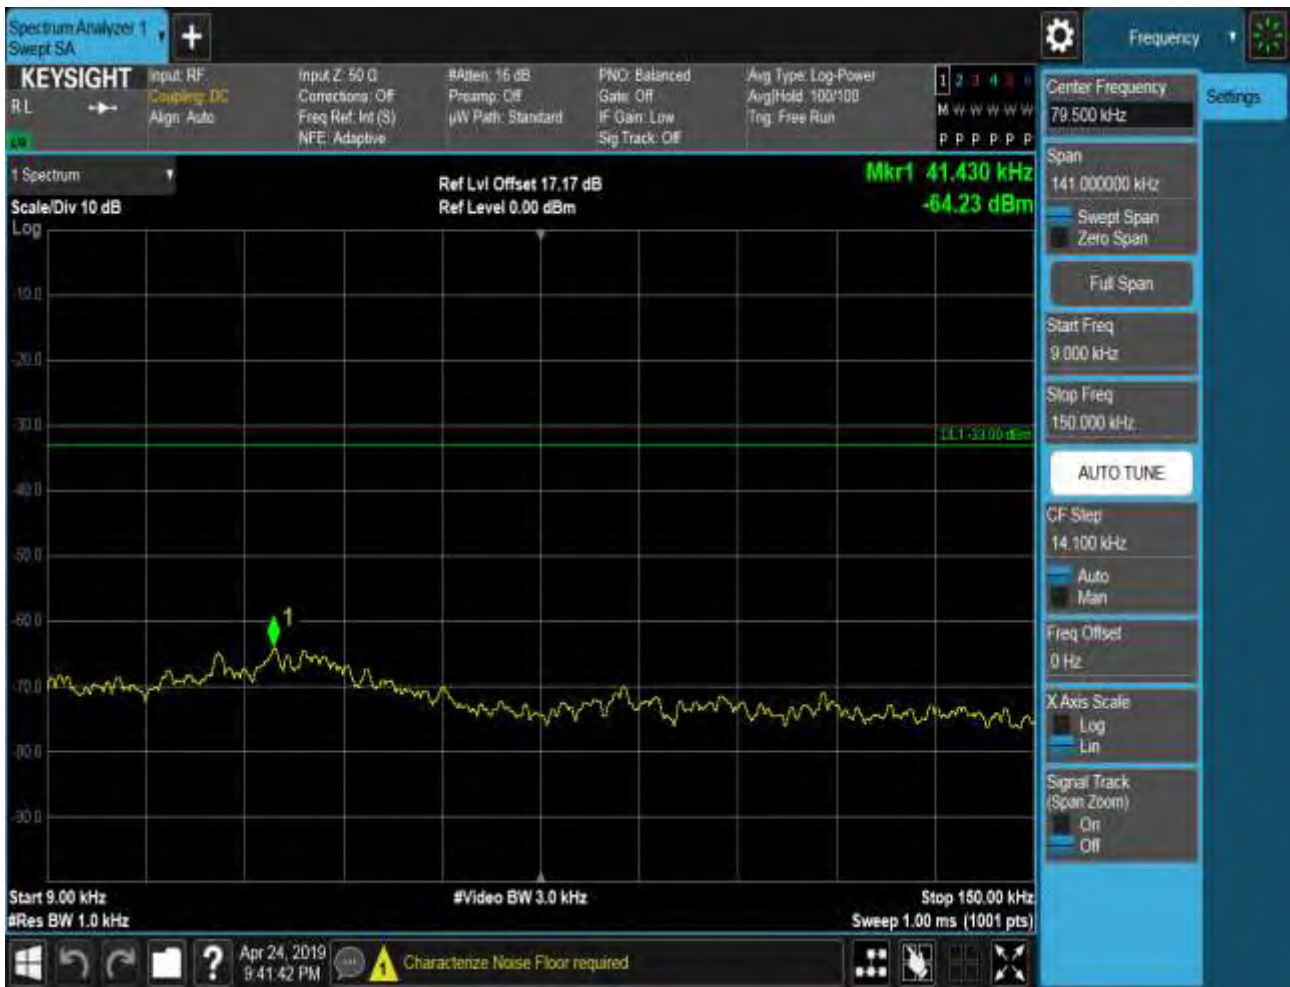 Spectrum Analyzer 1
Swept SA
+
Frequency
KEYSIGHT
R L
Input: RF
Coupling: DC
Align: Auto
Input Z: 50 Ω
Corrections: Off
Freq Ref: Int (S)
NFE: Adaptive
#Atten: 16 dB
Preamp: Off
µW Path: Standard
PNO: Balanced
Gate: Off
IF Gain: Low
Sig Track: Off
Avg Type: Log-Power
Avg|Hold: 100/100
Trig: Free Run
1 2 3 4 5 6
M W W W W W
P P P P P P
Center Frequency
79.500 kHz
Settings
1 Spectrum
Scale/Div 10 dB
Log
Ref Lvl Offset 17.17 dB
Ref Level 0.00 dBm
Mkr1 41.430 kHz
-64.23 dBm
Span
141.000000 kHz
Swept Span
Zero Span
Full Span
Start Freq
9.000 kHz
Stop Freq
150.000 kHz
AUTO TUNE
CF Step
14.100 kHz
Auto
Man
Freq Offset
0 Hz
X Axis Scale
Log
Lin
Signal Track
(Span Zoom)
On
Off
-10.0
-20.0
-30.0
DL1 -33.00 dBm
-40.0
-50.0
-60.0
1
-70.0
-80.0
-90.0
Start 9.00 kHz
#Video BW 3.0 kHz
Stop 150.00 kHz
#Res BW 1.0 kHz
Sweep 1.00 ms (1001 pts)
?
Apr 24, 2019
9:41:42 PM
Characterize Noise Floor required